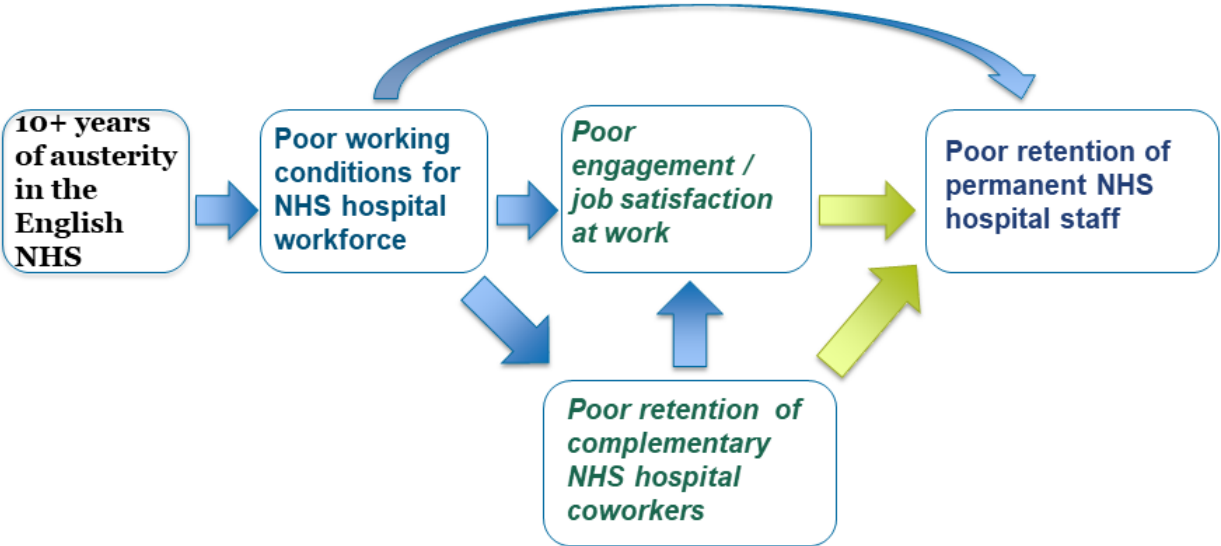 10+ years
of austerity
in the
English
NHS
Poor working
conditions for
NHS hospital
workforce
Poor
engagement /
job satisfaction
at work
Poor retention of
permanent NHS
hospital staff
Poor retention of
complementary
NHS hospital
coworkers